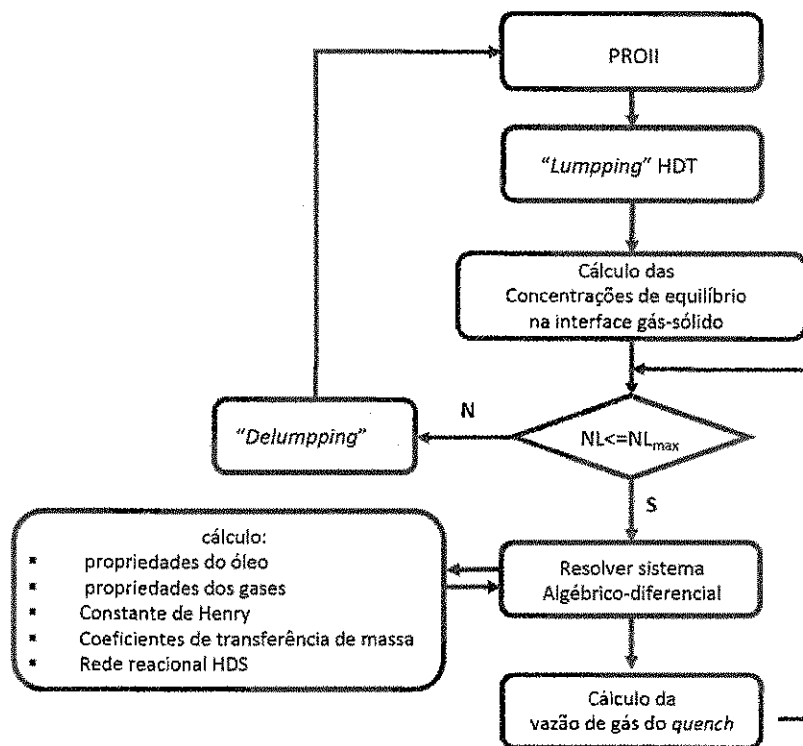 PROII
"Lumpping" HDT
Cálculo das
Concentrações de equilíbrio
na interface gás-sólido
N
"Delumpping"
NL<=NLmax
S
cálculo:
▪ propriedades do óleo
▪ propriedades dos gases
▪ Constante de Henry
▪ Coeficientes de transferência de massa
▪ Rede reacional HDS
Resolver sistema
Algébrico-diferencial
Cálculo da
vazão de gás do quench